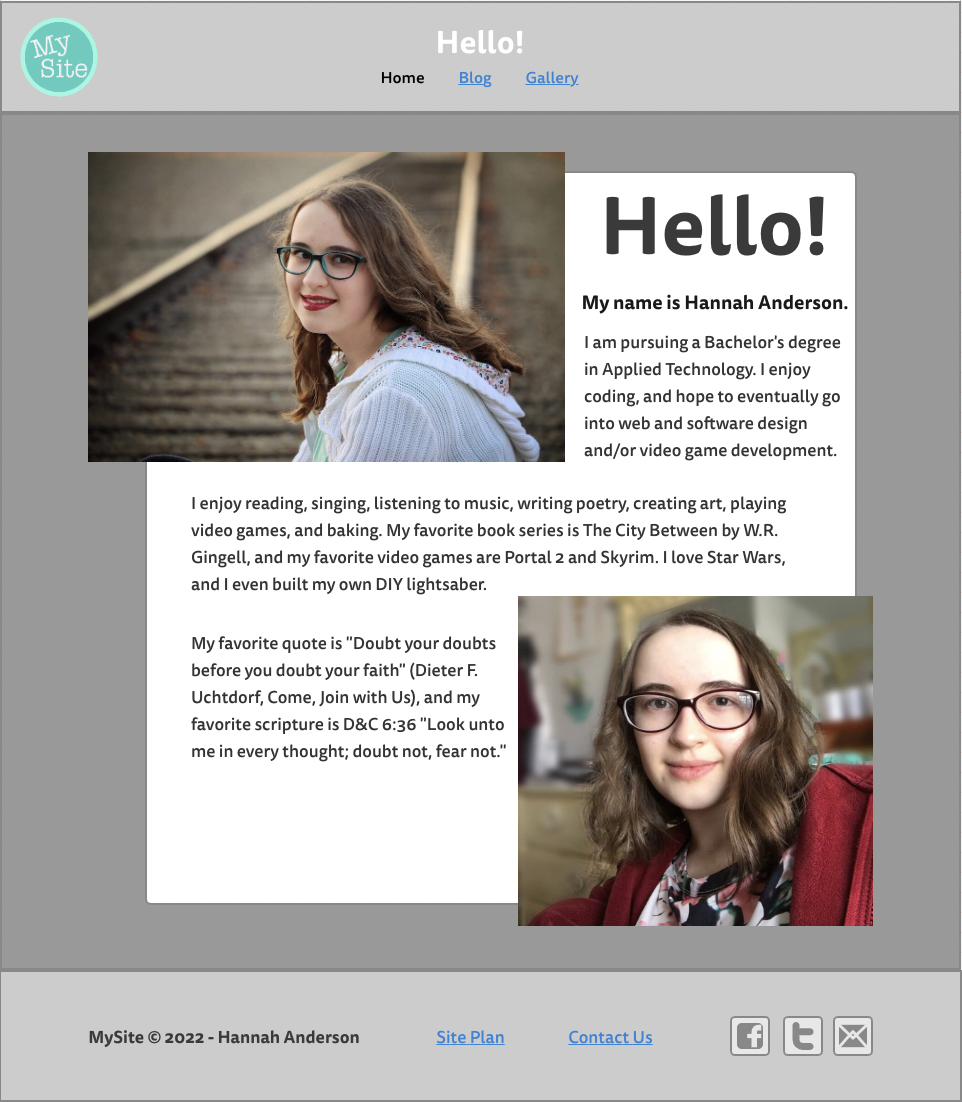 My
Site
Hello!
Home Blog Gallery
Hello!
My name is Hannah Anderson.
I am pursuing a Bachelor's degree
in Applied Technology. I enjoy
coding, and hope to eventually go
into web and software design
and/or video game development.
I enjoy reading, singing, listening to music, writing poetry, creating art, playing
video games, and baking. My favorite book series is The City Between by W.R.
Gingell, and my favorite video games are Portal 2 and Skyrim. I love Star Wars,
and I even built my own DIY lightsaber.
My favorite quote is "Doubt your doubts
before you doubt your faith" (Dieter F.
Uchtdorf, Come, Join with Us), and my
favorite scripture is D&C 6:36 "Look unto
me in every thought; doubt not, fear not."
MySite © 2022 - Hannah Anderson Site Plan Contact Us